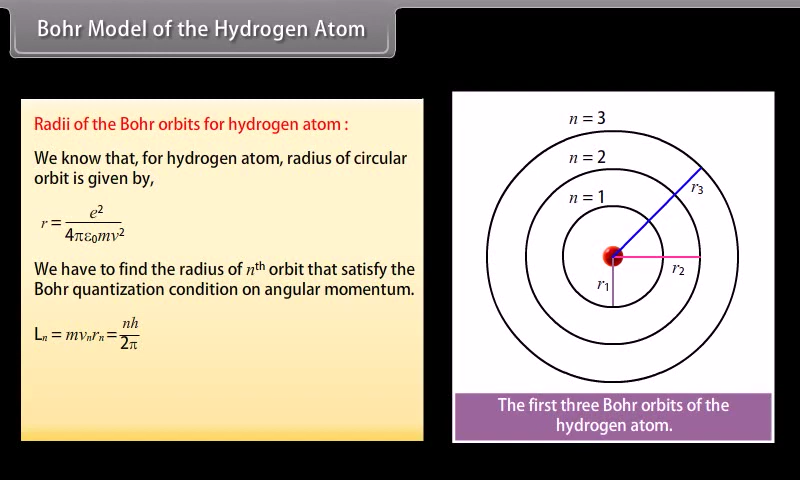 Bohr Model of the Hydrogen Atom
Radii of the Bohr orbits for hydrogen atom :
We know that, for hydrogen atom, radius of circular
orbit is given by,
r = e²/4πε₀mv²
We have to find the radius of nᵗʰ orbit that satisfy the
Bohr quantization condition on angular momentum.
Lₙ = mvₙrₙ = nh/2π
n = 3
n = 2
n = 1
r₃
r₂
r₁
The first three Bohr orbits of the
hydrogen atom.